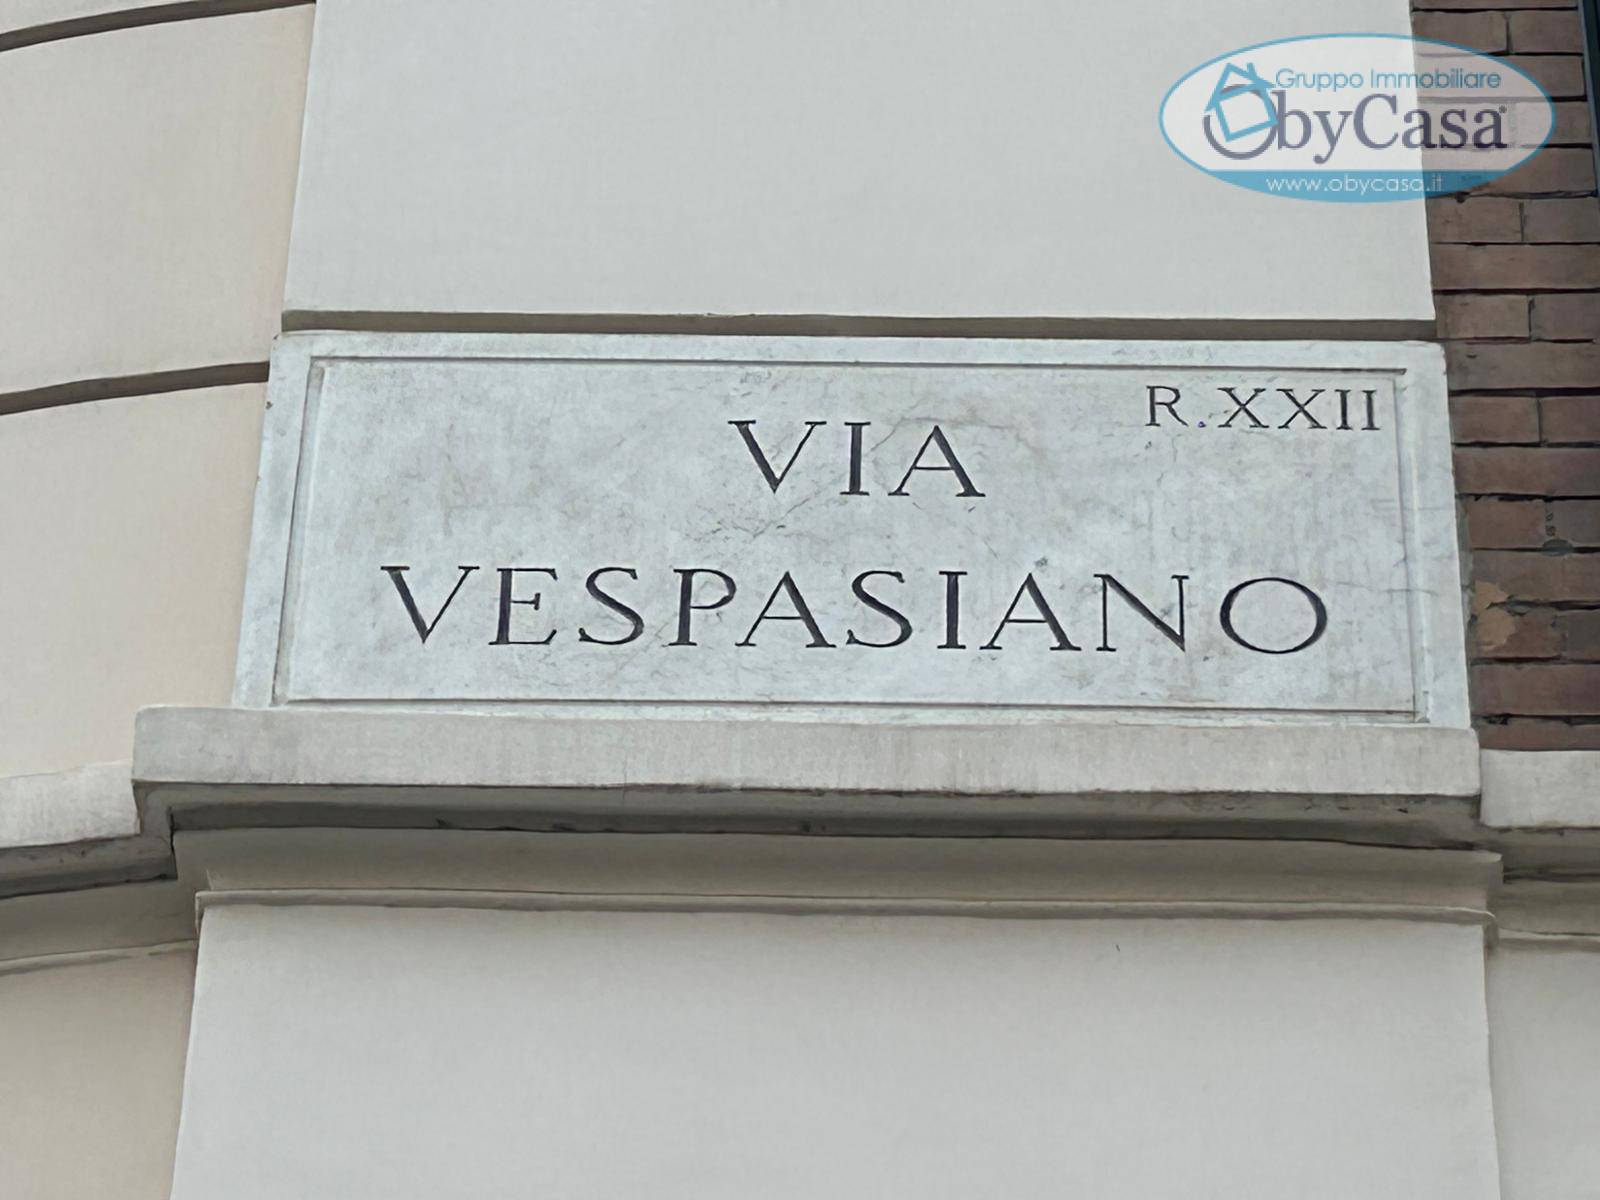 Gruppo Immobiliare
ObyCasa
www.obycasa.it
R.XXII
VIA
VESPASIANO